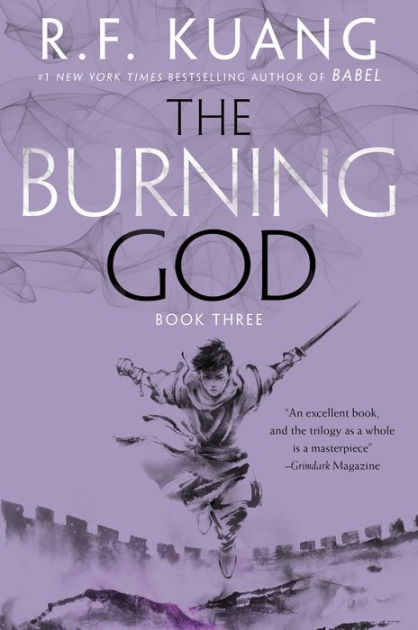 R.F. KUANG
#1 NEW YORK TIMES BESTSELLING AUTHOR OF BABEL
THE
BURNING
GOD
BOOK THREE
"An excellent book,
and the trilogy as a whole
is a masterpiece"
–Grimdark Magazine